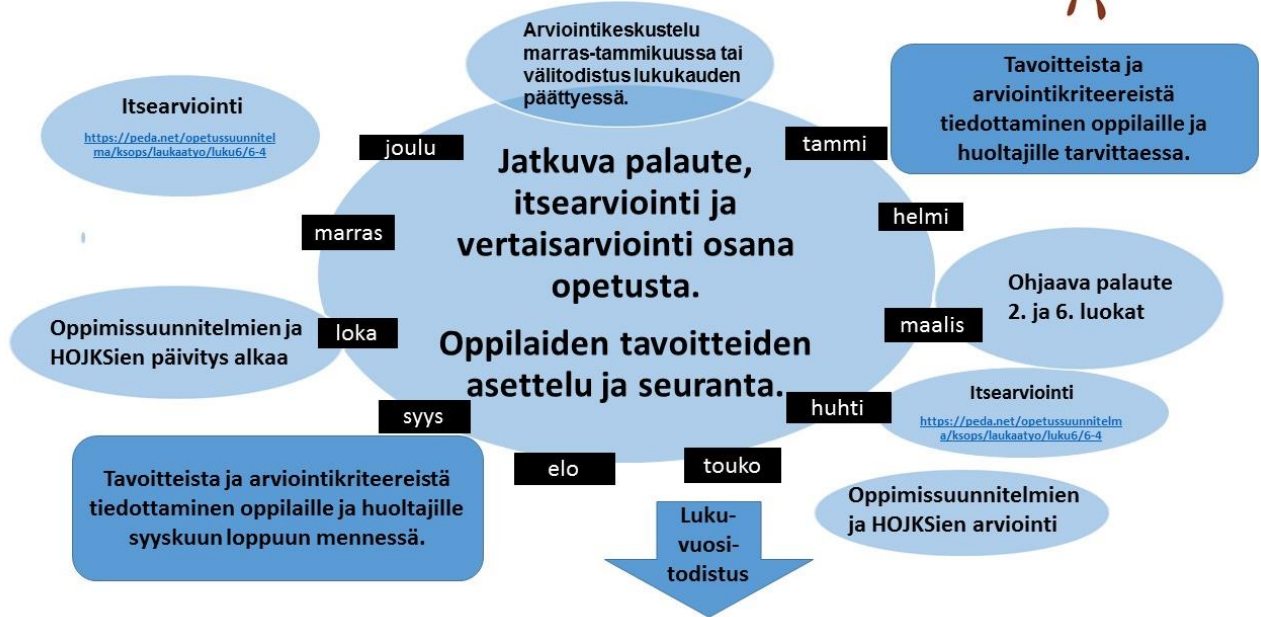 Arviointikeskustelu
marras-tammikuussa tai
välitodistus lukukauden
päättyessä.
Itsearviointi
https://peda.net/opetussuunnitel
ma/ksops/laukaatyo/luku6/6-4
Tavoitteista ja
arviointikriteereistä
tiedottaminen oppilaille ja
huoltajille tarvittaessa.
joulu
tammi
Jatkuva palaute,
itsearviointi ja
vertaisarviointi osana
opetusta.
marras
helmi
Oppimissuunnitelmien ja
HOJKSien päivitys alkaa
loka
maalis
Ohjaava palaute
2. ja 6. luokat
Oppilaiden tavoitteiden
asettelu ja seuranta.
syys
huhti
Itsearviointi
https://peda.net/opetussuunnitelm
a/ksops/laukaatyo/luku6/6-4
elo
touko
Tavoitteista ja arviointikriteereistä
tiedottaminen oppilaille ja huoltajille
syyskuun loppuun mennessä.
Oppimissuunnitelmien
ja HOJKSien arviointi
Luku-
vuosi-
todistus